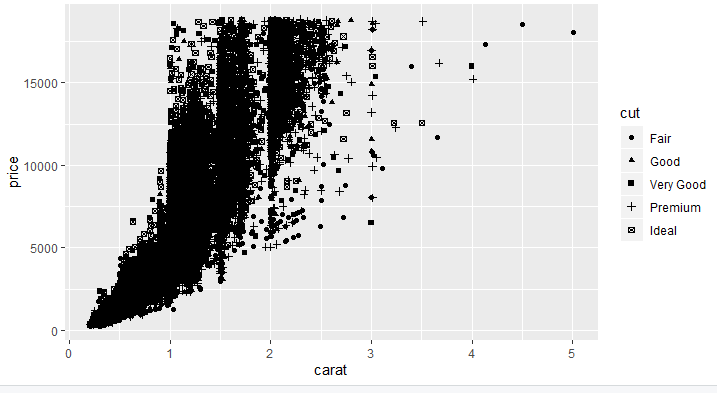 15000
10000
5000
0
price
0
1
2
3
4
5
carat
cut
Fair
Good
Very Good
Premium
Ideal